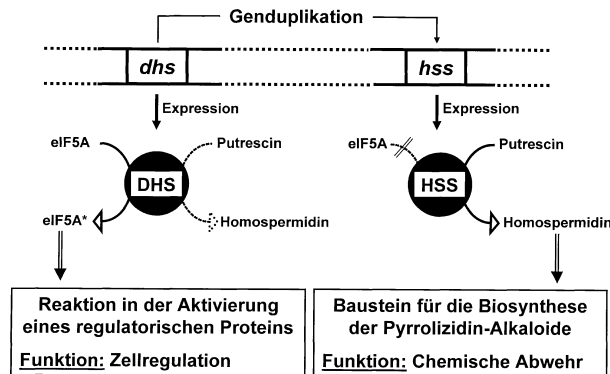 Genduplikation
dhs
hss
Expression
Expression
eIF5A
Putrescin
eIF5A
Putrescin
DHS
HSS
eIF5A*
Homospermidin
Homospermidin
Reaktion in der Aktivierung
eines regulatorischen Proteins
Funktion: Zellregulation
Baustein für die Biosynthese
der Pyrrolizidin-Alkaloide
Funktion: Chemische Abwehr